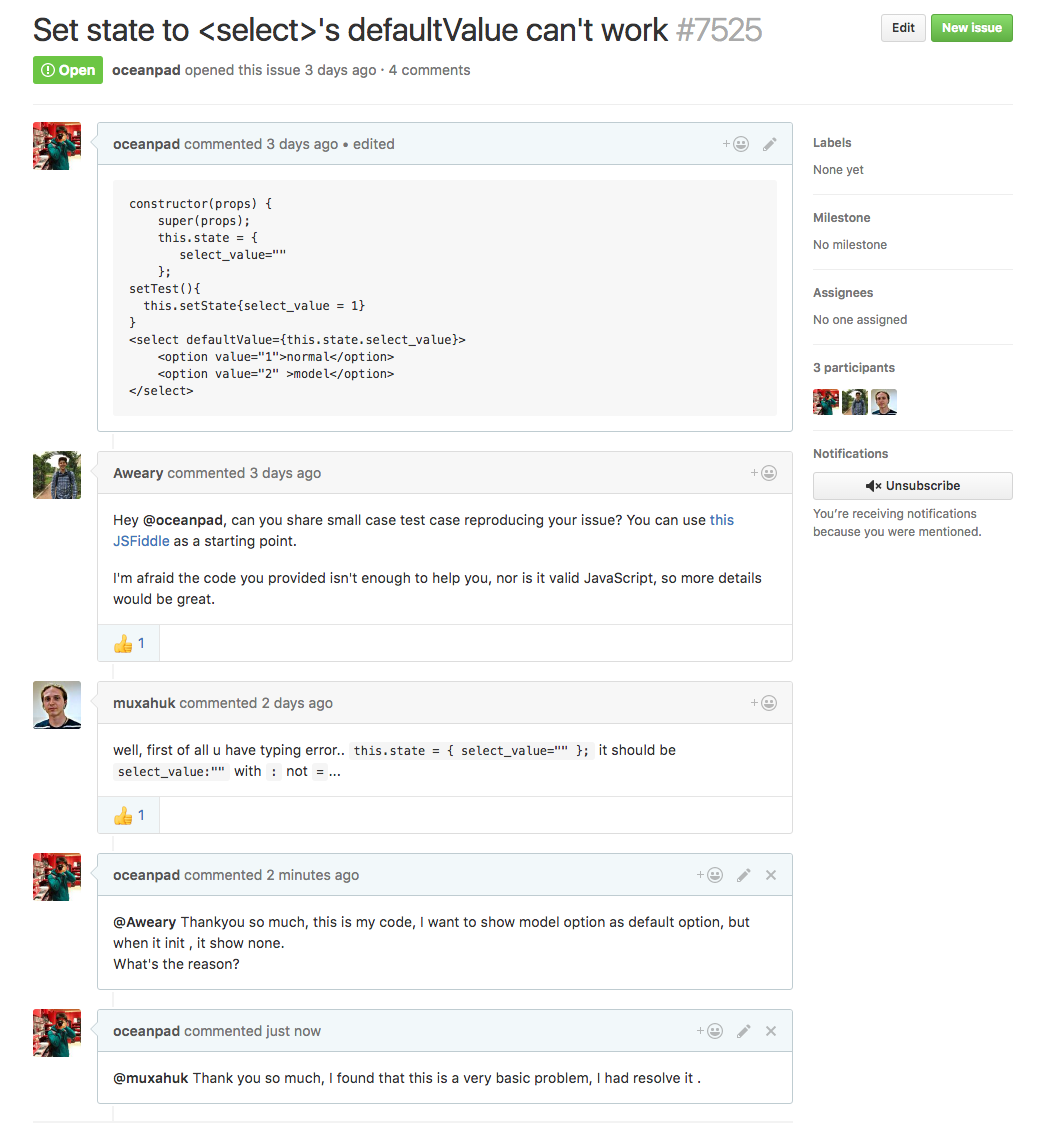 Set state to <select>'s defaultValue can't work #7525
Edit
New issue
Open
oceanpad opened this issue 3 days ago · 4 comments
oceanpad commented 3 days ago • edited
constructor(props) {
    super(props);
    this.state = {
       select_value=""
    };
setTest(){
  this.setState{select_value = 1}
}
<select defaultValue={this.state.select_value}>
    <option value="1">normal</option>
    <option value="2" >model</option>
</select>
Aweary commented 3 days ago
Hey @oceanpad, can you share small case test case reproducing your issue? You can use this
JSFiddle as a starting point.
I'm afraid the code you provided isn't enough to help you, nor is it valid JavaScript, so more details
would be great.
👍 1
muxahuk commented 2 days ago
well, first of all u have typing error.. this.state = { select_value="" }; it should be
select_value:"" with : not = ...
👍 1
oceanpad commented 2 minutes ago
@Aweary Thankyou so much, this is my code, I want to show model option as default option, but
when it init , it show none.
What's the reason?
oceanpad commented just now
@muxahuk Thank you so much, I found that this is a very basic problem, I had resolve it .
Labels
None yet
Milestone
No milestone
Assignees
No one assigned
3 participants
Notifications
Unsubscribe
You're receiving notifications
because you were mentioned.